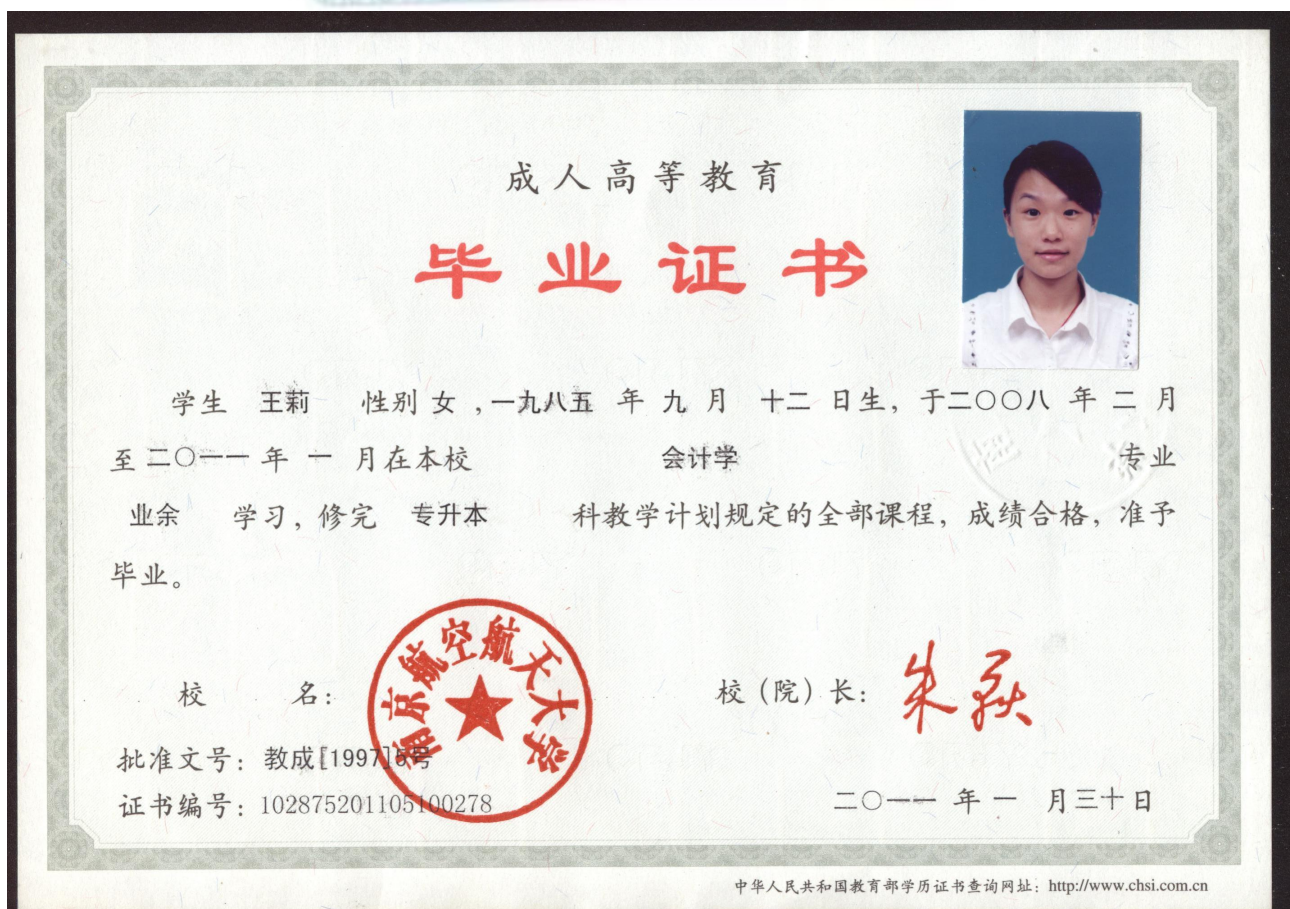 成人高等教育
毕业证书
学生 王莉 性别 女 ,一九八五 年 九 月 十二 日生，于二〇〇八 年 二 月
至 二〇一一 年 一 月在本校 会计学 专业
业余 学习，修完 专升本 科教学计划规定的全部课程，成绩合格，准予
毕业。
南京航空航天大学
校 名：
校（院）长：
批准文号：教成[1997]5号
证书编号：102875201105100278
二〇一一 年 一 月三十日
中华人民共和国教育部学历证书查询网址：http://www.chsi.com.cn